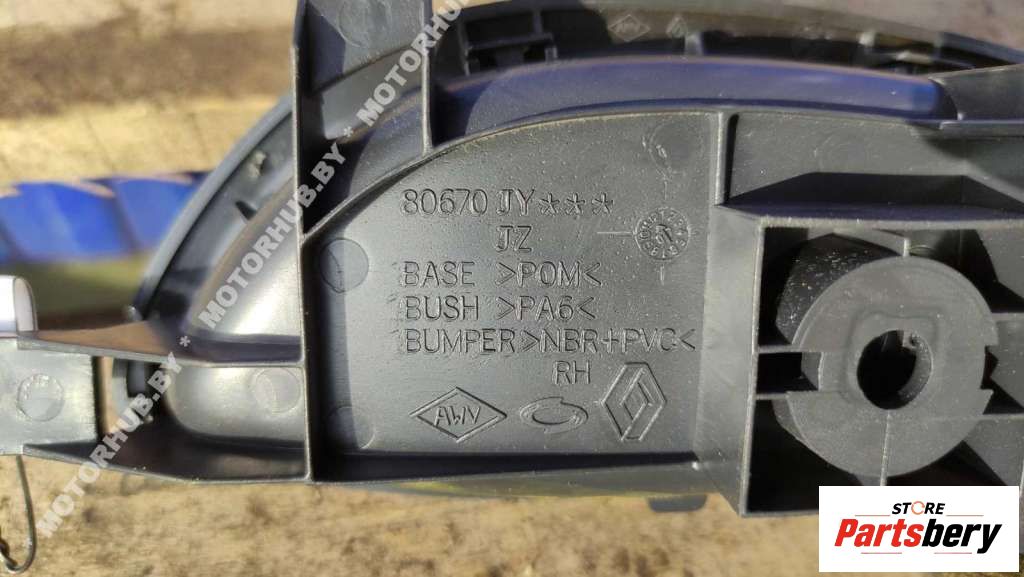 80670 JY***
JZ
BASE >POM<
BUSH >PA6<
BUMPER>NBR+PVC<
RH
AWV
MOTORHUB.BY * MOTORHUB.BY * MOTORHUB.BY * MOTORHUB
STORE
Partsbery